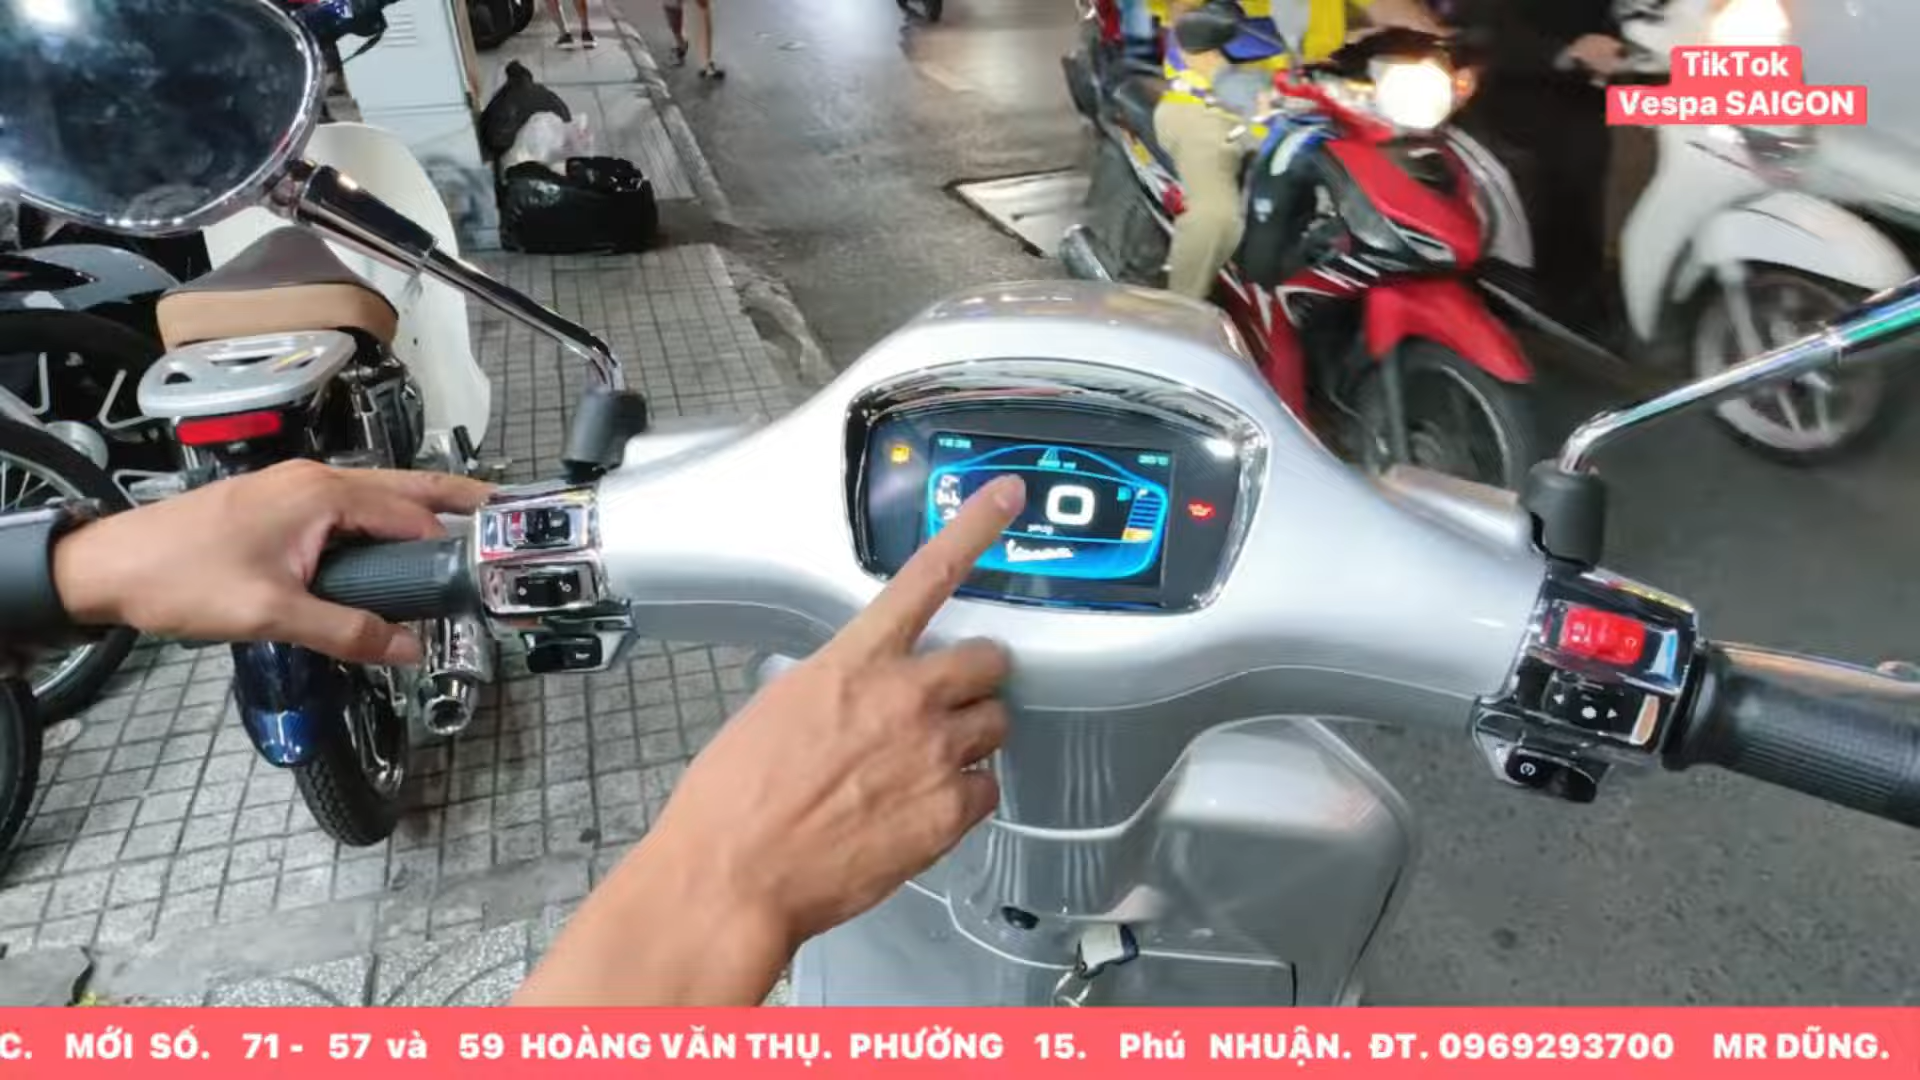 TikTok
Vespa SAIGON
0
Vespa
C. MỚI SỐ. 71 - 57 và 59 HOÀNG VĂN THỤ. PHƯỜNG 15. Phú NHUẬN. ĐT. 0969293700 MR DŨNG.